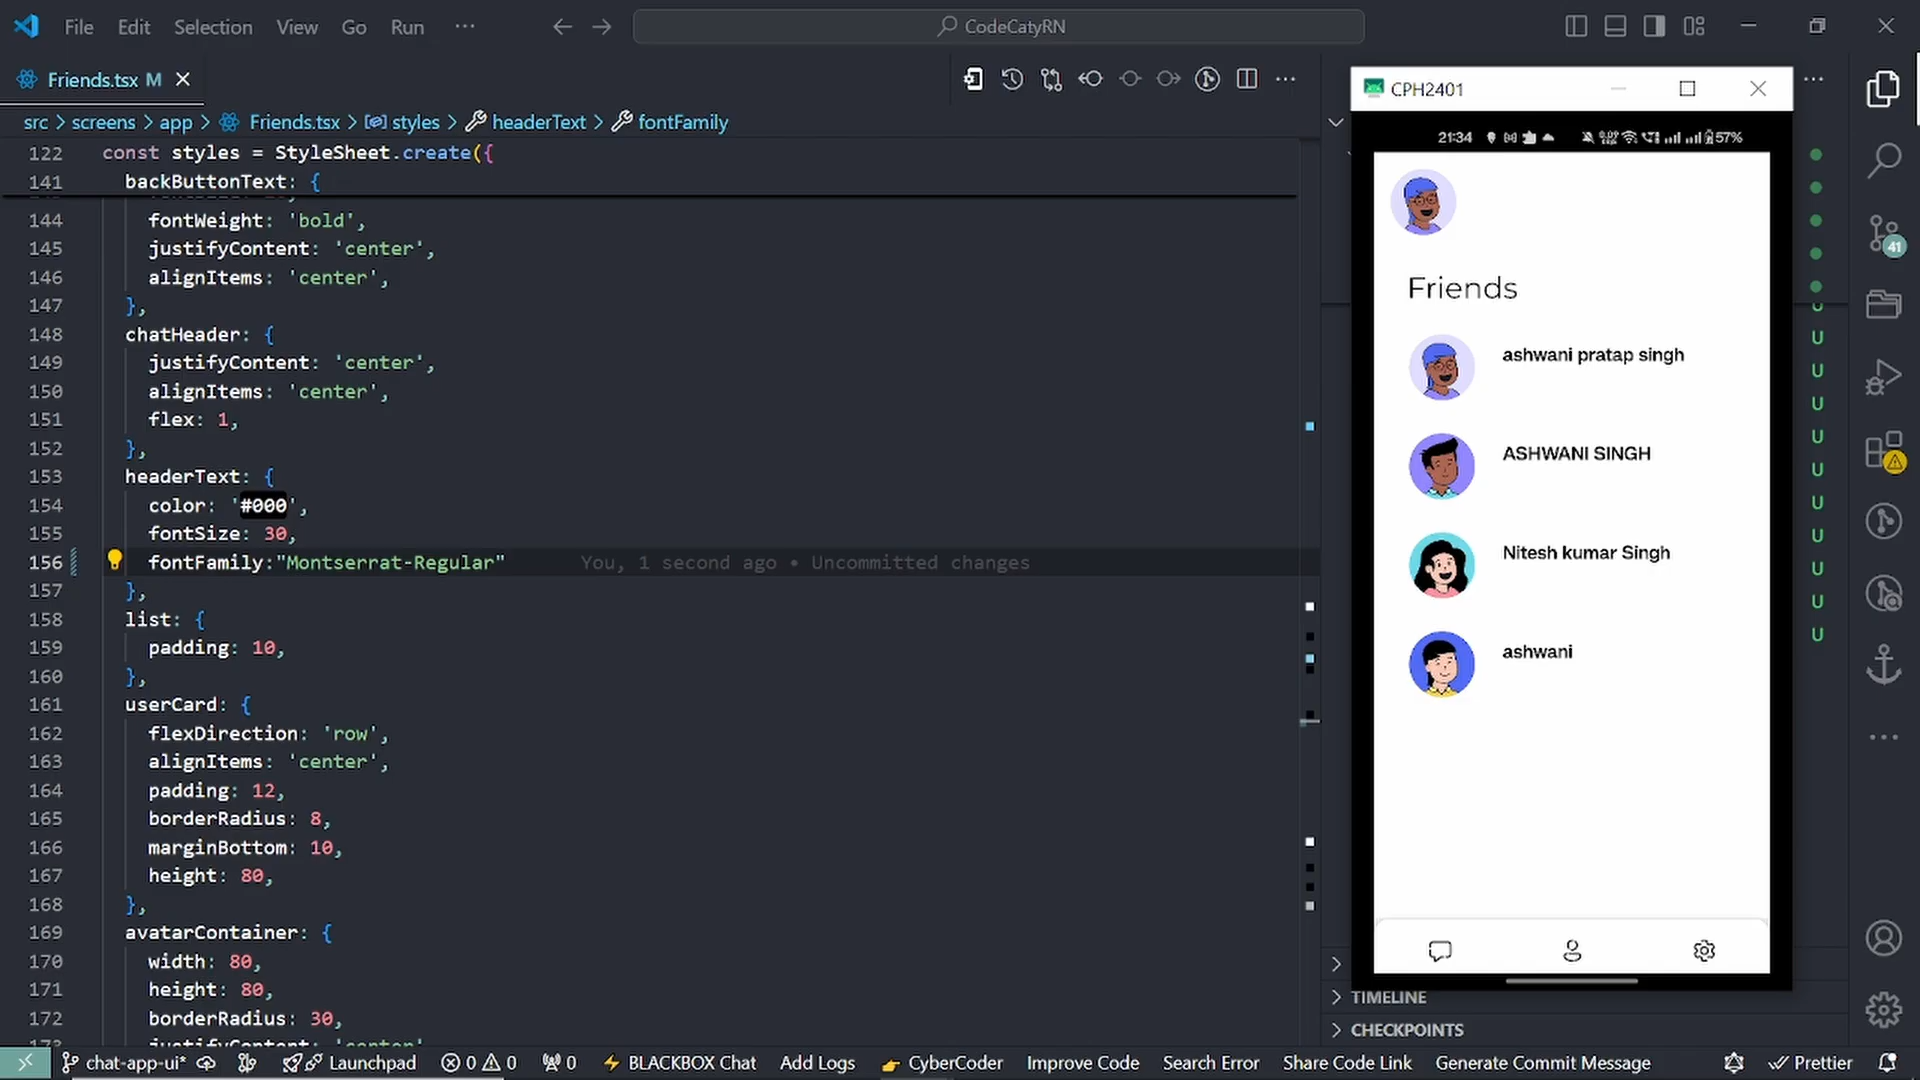 File Edit Selection View Go Run ··· CodeCatyRN
Friends.tsx M
src > screens > app > Friends.tsx > styles > headerText > fontFamily
122 const styles = StyleSheet.create({
141 backButtonText: {
144 fontWeight: 'bold',
145 justifyContent: 'center',
146 alignItems: 'center',
147 },
148 chatHeader: {
149 justifyContent: 'center',
150 alignItems: 'center',
151 flex: 1,
152 },
153 headerText: {
154 color: '#000',
155 fontSize: 30,
156 fontFamily:"Montserrat-Regular" You, 1 second ago • Uncommitted changes
157 },
158 list: {
159 padding: 10,
160 },
161 userCard: {
162 flexDirection: 'row',
163 alignItems: 'center',
164 padding: 12,
165 borderRadius: 8,
166 marginBottom: 10,
167 height: 80,
168 },
169 avatarContainer: {
170 width: 80,
171 height: 80,
172 borderRadius: 30,
justifyContent: 'center',
CPH2401
21:34 57%
Friends
ashwani pratap singh
ASHWANI SINGH
Nitesh kumar Singh
ashwani
U
U
U
U
U
U
U
U
U
U
41
TIMELINE
CHECKPOINTS
chat-app-ui* Launchpad 0 0 0 BLACKBOX Chat Add Logs CyberCoder Improve Code Search Error Share Code Link Generate Commit Message Prettier